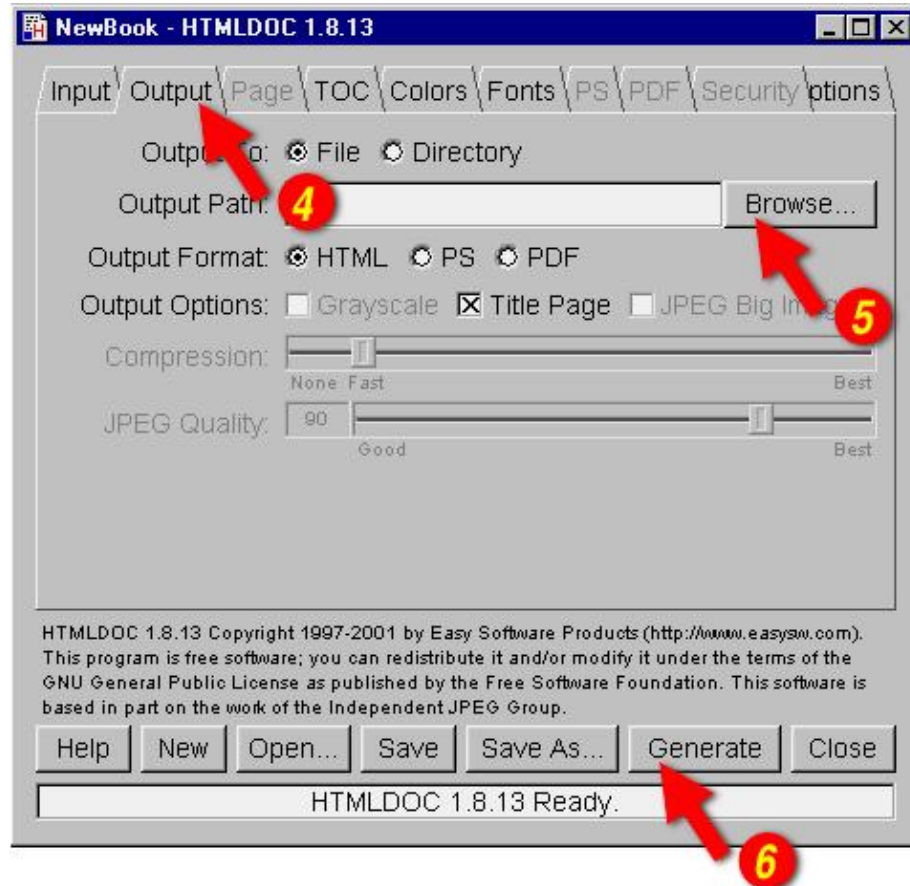 NewBook - HTMLDOC 1.8.13
Input Output Page TOC Colors Fonts PS PDF Security ptions
Output To: File Directory
4
Output Path: Browse...
Output Format: HTML PS PDF
Output Options: Grayscale Title Page JPEG Big Imag
5
Compression:
None Fast Best
JPEG Quality: 90
Good Best
HTMLDOC 1.8.13 Copyright 1997-2001 by Easy Software Products (http://www.easysw.com).
This program is free software; you can redistribute it and/or modify it under the terms of the
GNU General Public License as published by the Free Software Foundation. This software is
based in part on the work of the Independent JPEG Group.
Help New Open... Save Save As... Generate Close
HTMLDOC 1.8.13 Ready.
6